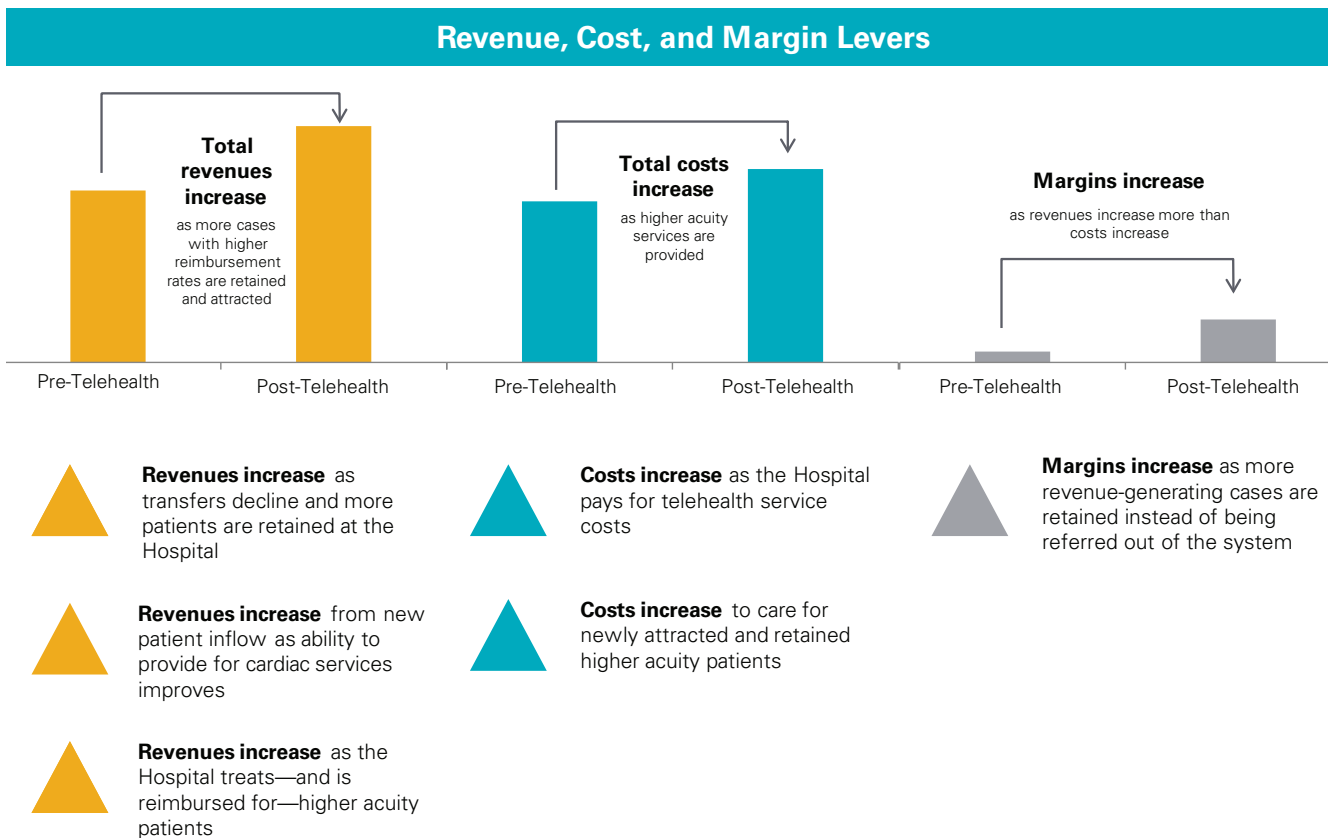 Revenue, Cost, and Margin Levers
Total
revenues
increase
as more cases
with higher
reimbursement
rates are retained
and attracted
Pre-Telehealth
Post-Telehealth
Total costs
increase
as higher acuity
services are
provided
Pre-Telehealth
Post-Telehealth
Margins increase
as revenues increase more than
costs increase
Pre-Telehealth
Post-Telehealth
Revenues increase as
transfers decline and more
patients are retained at the
Hospital
Revenues increase from new
patient inflow as ability to
provide for cardiac services
improves
Revenues increase as the
Hospital treats—and is
reimbursed for—higher acuity
patients
Costs increase as the Hospital
pays for telehealth service
costs
Costs increase to care for
newly attracted and retained
higher acuity patients
Margins increase as more
revenue-generating cases are
retained instead of being
referred out of the system